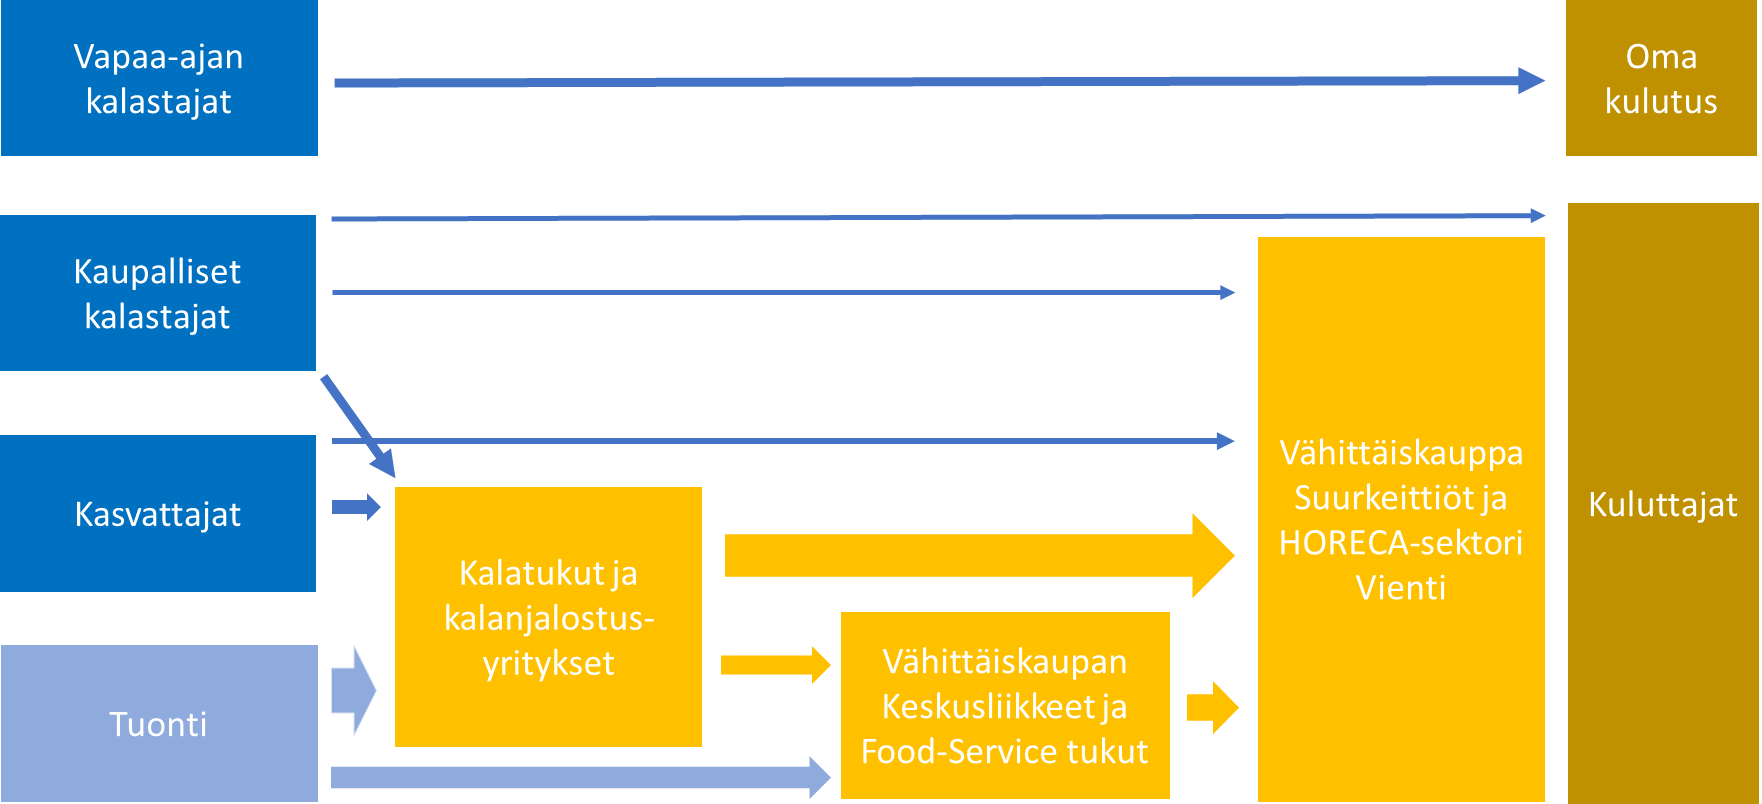 Vapaa-ajan
kalastajat
Oma
kulutus
Kaupalliset
kalastajat
Kasvattajat
Tuonti
Kalatukut ja
kalanjalostus-
yritykset
Vähittäiskaupan
Keskusliikkeet ja
Food-Service tukut
Vähittäiskauppa
Suurkeittiöt ja
HORECA-sektori
Vienti
Kuluttajat